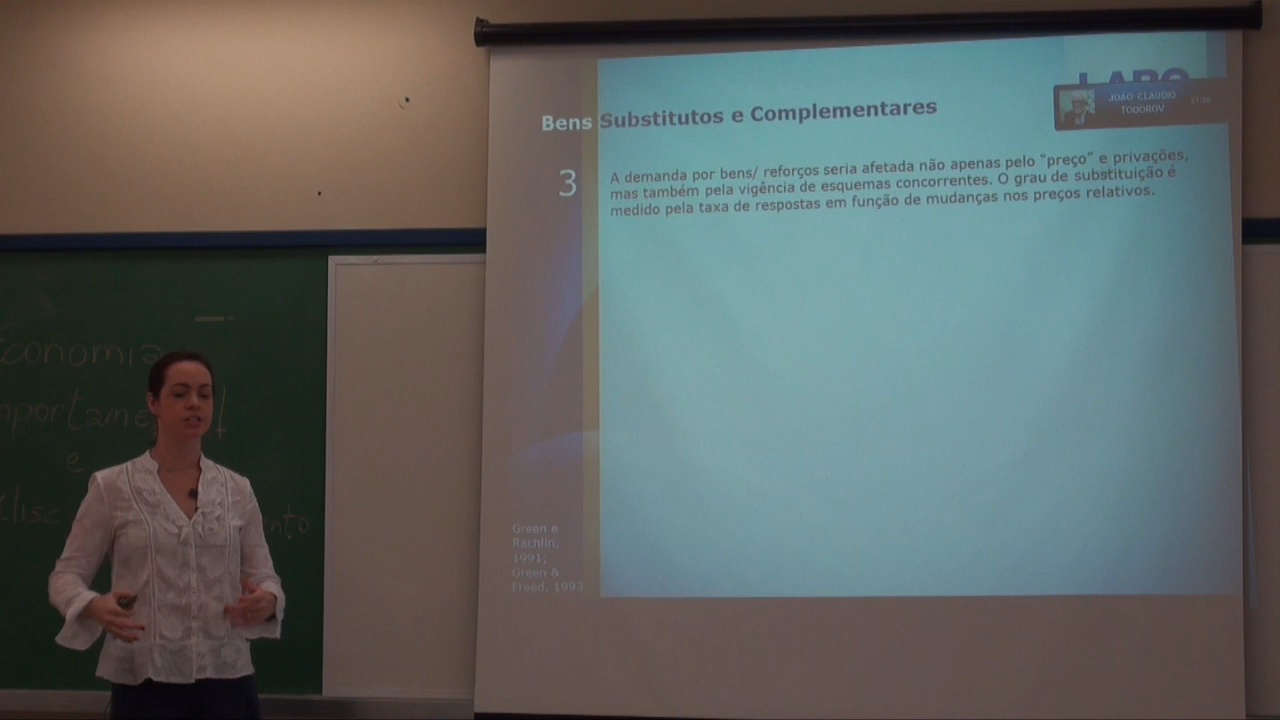 LABO
JOÃO CLAUDIO
TODOROV
Bens Substitutos e Complementares
3
A demanda por bens/ reforços seria afetada não apenas pelo “preço” e privações,
mas também pela vigência de esquemas concorrentes. O grau de substituição é
medido pela taxa de respostas em função de mudanças nos preços relativos.
Economia
e
Green e
Rachlin,
1991;
Green &
Freed, 1993